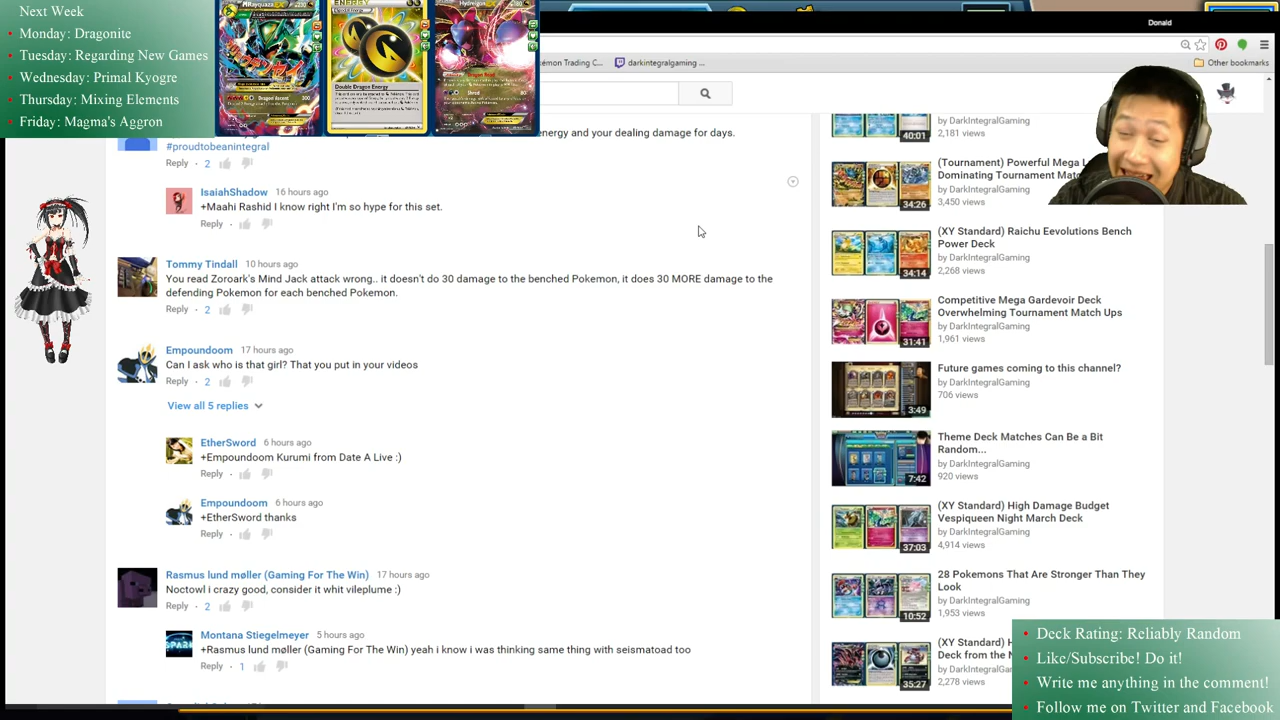 Next Week
Monday: Dragonite
Tuesday: Regarding New Games
Wednesday: Primal Kyogre
Thursday: Mixing Elements
Friday: Magma's Aggron
MRayquaza
ENERGY
Double Dragon Energy
Hydreigon
Donald
Trading C...
darkintegralgaming ...
Other bookmarks
energy and your dealing damage for days.
#proudtobeanintegral
Reply · 2
IsaiahShadow 16 hours ago
+Maahi Rashid I know right I'm so hype for this set.
Reply ·
Tommy Tindall 10 hours ago
You read Zoroark's Mind Jack attack wrong.. it doesn't do 30 damage to the benched Pokemon, it does 30 MORE damage to the
defending Pokemon for each benched Pokemon.
Reply · 2
Empoundoom 17 hours ago
Can I ask who is that girl? That you put in your videos
Reply · 2
View all 5 replies
EtherSword 6 hours ago
+Empoundoom Kurumi from Date A Live :)
Reply ·
Empoundoom 6 hours ago
+EtherSword thanks
Reply ·
Rasmus lund møller (Gaming For The Win) 17 hours ago
Noctowl i crazy good, consider it whit vileplume :)
Reply · 2
Montana Stiegelmeyer 5 hours ago
+Rasmus lund møller (Gaming For The Win) yeah i know i was thinking same thing with seismatoad too
Reply · 1
40:01
by DarkIntegralGaming
2,181 views
(Tournament) Powerful Mega
Dominating Tournament
by DarkIntegralGaming
3,450 views
34:26
(XY Standard) Raichu Eevolutions Bench
Power Deck
by DarkIntegralGaming
2,268 views
34:14
Competitive Mega Gardevoir Deck
Overwhelming Tournament Match Ups
by DarkIntegralGaming
1,961 views
31:41
Future games coming to this channel?
by DarkIntegralGaming
706 views
3:49
Theme Deck Matches Can Be a Bit
Random...
by DarkIntegralGaming
920 views
7:42
(XY Standard) High Damage Budget
Vespiqueen Night March Deck
by DarkIntegralGaming
4,914 views
37:03
28 Pokemons That Are Stronger Than They
Look
by DarkIntegralGaming
1,953 views
10:52
(XY Standard)
Deck from the
by DarkIntegralGaming
2,278 views
35:27
Deck Rating: Reliably Random
Like/Subscribe! Do it!
Write me anything in the comment!
Follow me on Twitter and Facebook